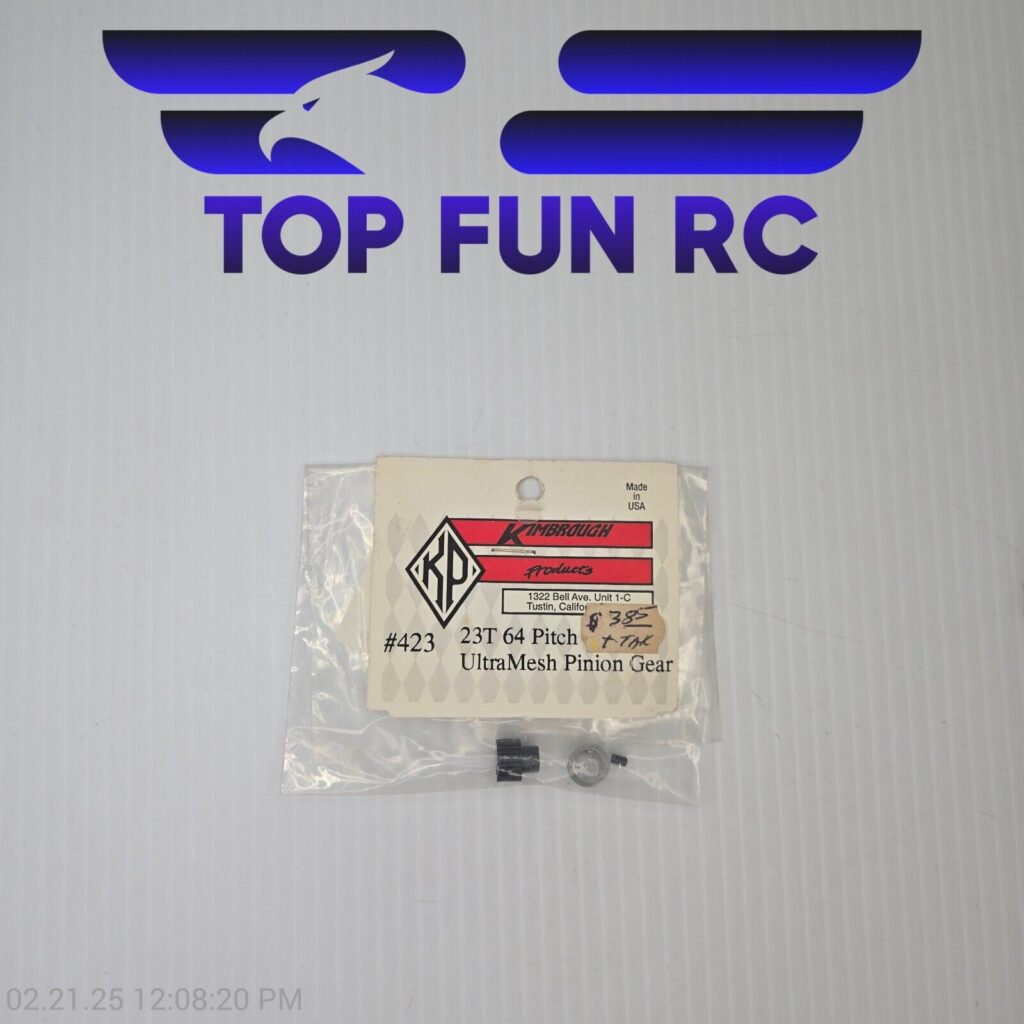 TOP FUN RC
Made
in
USA
KIMBROUGH
KP
Products
1322 Bell Ave. Unit 1-C
Tustin,
$3.85
+ TAX
#423
23T 64 Pitch
UltraMesh Pinion Gear
02.21.25 12:08:20 PM